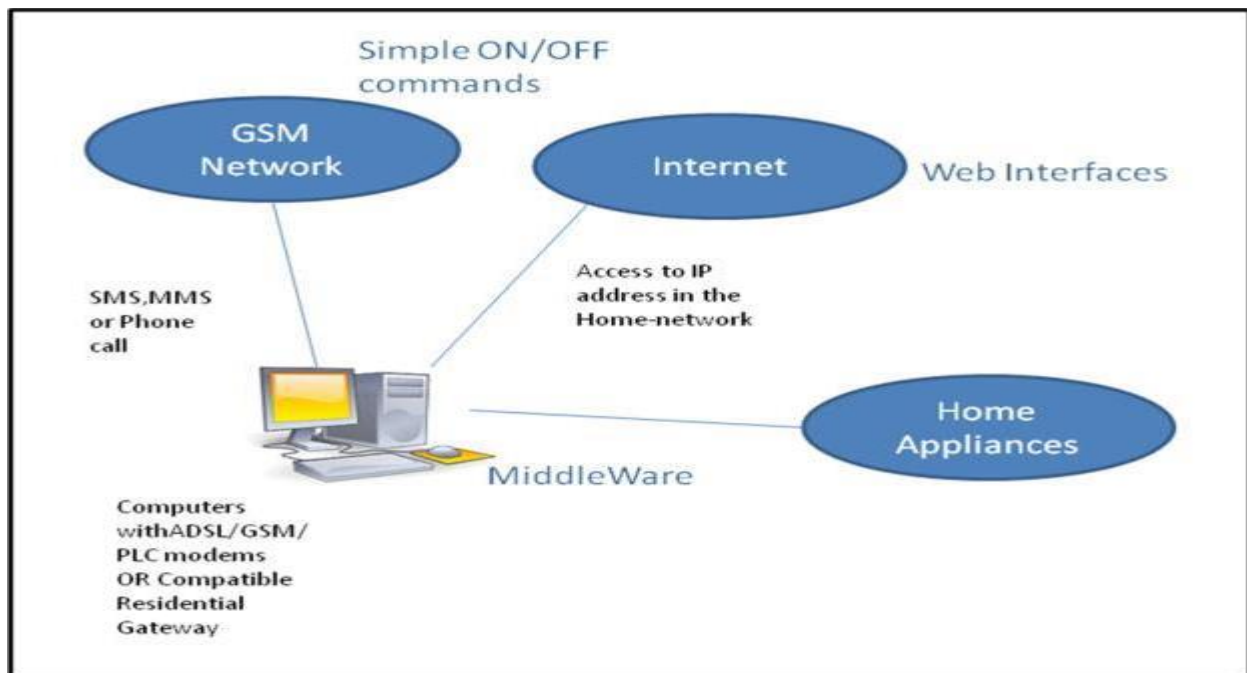 Simple ON/OFF
commands
GSM
Network
Internet
Web Interfaces
SMS,MMS
or Phone
call
Access to IP
address in the
Home-network
Home
Appliances
MiddleWare
Computers
withADSL/GSM/
PLC modems
OR Compatible
Residential
Gateway